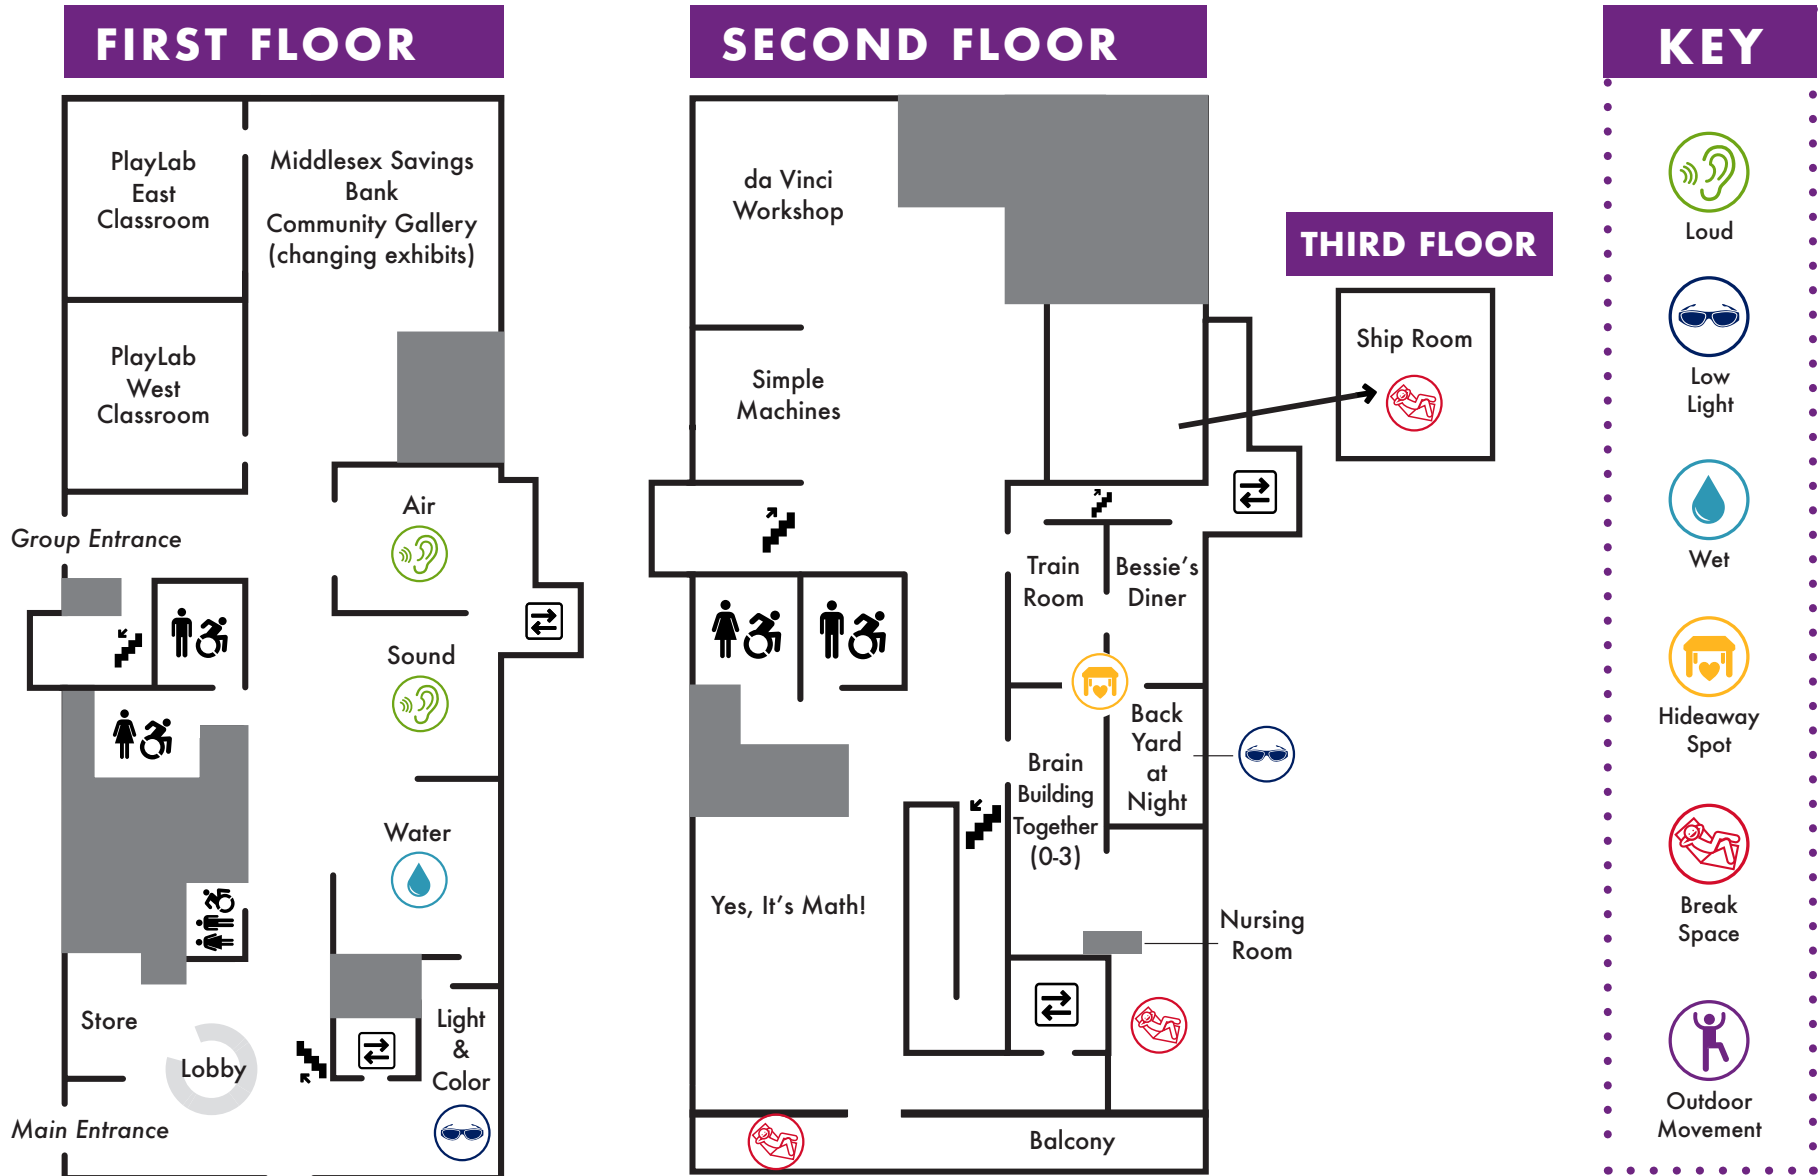 FIRST FLOOR
PlayLab
East
Classroom
Middlesex Savings
Bank
Community Gallery
(changing exhibits)
PlayLab
West
Classroom
Air
Group Entrance
Sound
Water
Store
Lobby
Light
&
Color
Main Entrance
SECOND FLOOR
da Vinci
Workshop
Simple
Machines
Train
Room
Bessie's
Diner
Back
Yard
at
Night
Brain
Building
Together
(0-3)
Yes, It's Math!
Nursing
Room
Balcony
THIRD FLOOR
Ship Room
KEY
Loud
Low
Light
Wet
Hideaway
Spot
Break
Space
Outdoor
Movement